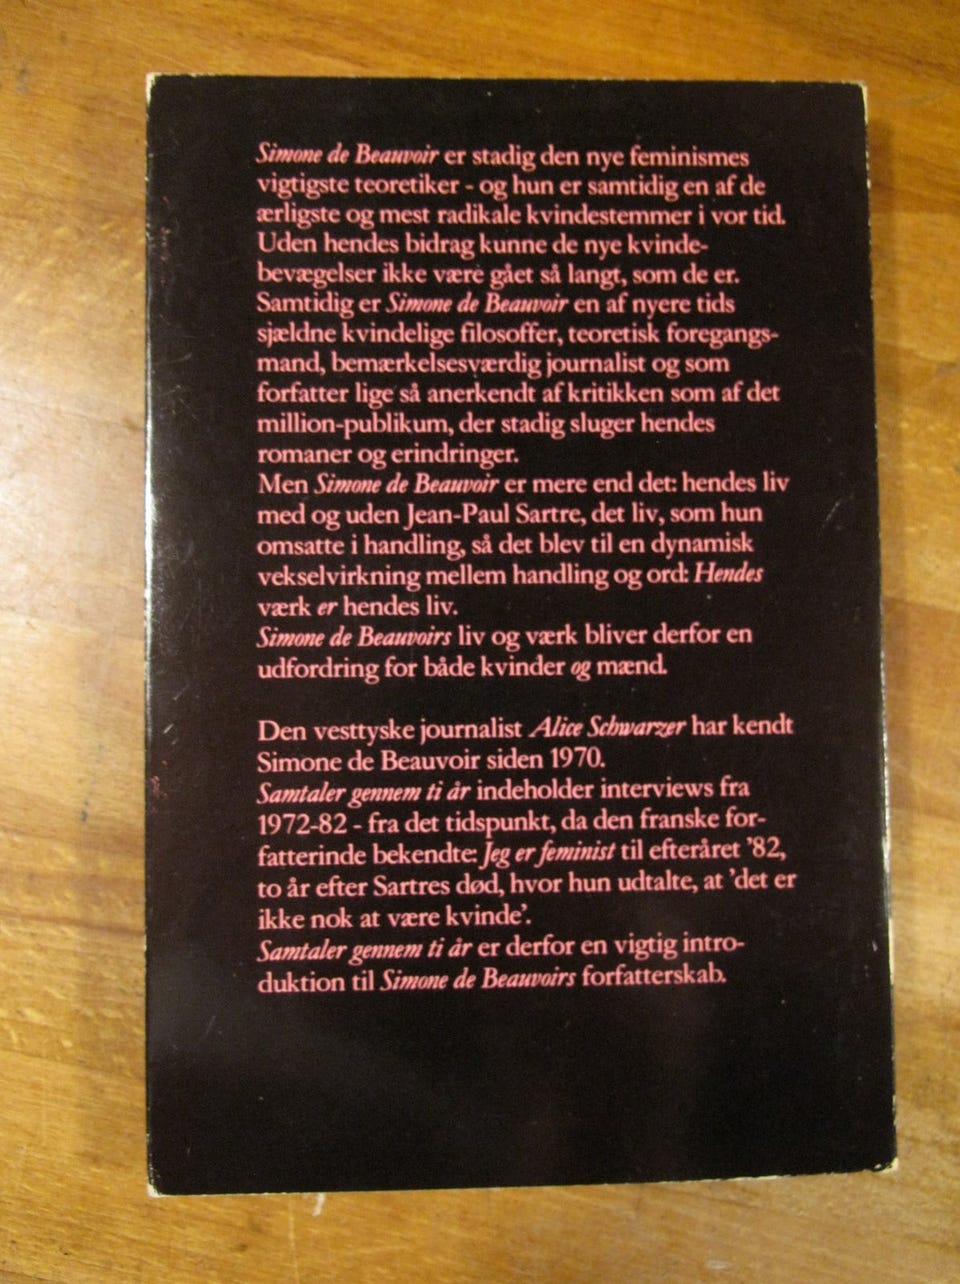 Simone de Beauvoir er stadig den nye feminismes
vigtigste teoretiker - og hun er samtidig en af de
ærligste og mest radikale kvindestemmer i vor tid.
Uden hendes bidrag kunne de nye kvinde-
bevægelser ikke være gået så langt, som de er.
Samtidig er Simone de Beauvoir en af nyere tids
sjældne kvindelige filosoffer, teoretisk foregangs-
mand, bemærkelsesværdig journalist og som
forfatter lige så anerkendt af kritikken som af det
million-publikum, der stadig sluger hendes
romaner og erindringer.
Men Simone de Beauvoir er mere end det: hendes liv
med og uden Jean-Paul Sartre, det liv, som hun
omsatte i handling, så det blev til en dynamisk
vekselvirkning mellem handling og ord: Hendes
værk er hendes liv.
Simone de Beauvoirs liv og værk bliver derfor en
udfordring for både kvinder og mænd.
Den vesttyske journalist Alice Schwarzer har kendt
Simone de Beauvoir siden 1970.
Samtaler gennem ti år indeholder interviews fra
1972-82 - fra det tidspunkt, da den franske for-
fatterinde bekendte: Jeg er feminist til efteråret '82,
to år efter Sartres død, hvor hun udtalte, at 'det er
ikke nok at være kvinde'.
Samtaler gennem ti år er derfor en vigtig intro-
duktion til Simone de Beauvoirs forfatterskab.